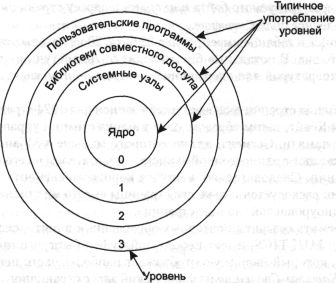 Типичное
употребление
уровней
Пользовательские программы
Библиотеки совместного доступа
Системные узлы
Ядро
0
1
2
3
Уровень